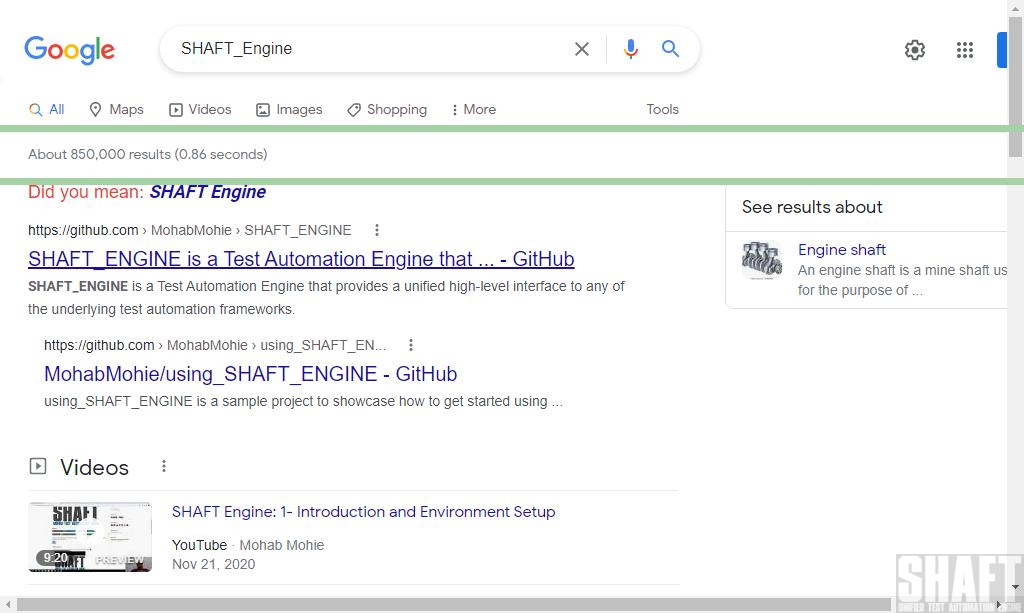 Google
SHAFT_Engine
All
Maps
Videos
Images
Shopping
More
Tools
About 850,000 results (0.86 seconds)
Did you mean: SHAFT Engine
https://github.com › MohabMohie › SHAFT_ENGINE
SHAFT_ENGINE is a Test Automation Engine that ... - GitHub
SHAFT_ENGINE is a Test Automation Engine that provides a unified high-level interface to any of
the underlying test automation frameworks.
https://github.com › MohabMohie › using_SHAFT_EN...
MohabMohie/using_SHAFT_ENGINE - GitHub
using_SHAFT_ENGINE is a sample project to showcase how to get started using ...
Videos
SHAFT
9:20
PREVIEW
SHAFT Engine: 1- Introduction and Environment Setup
YouTube · Mohab Mohie
Nov 21, 2020
See results about
Engine shaft
An engine shaft is a mine shaft us
for the purpose of ...
SHAFT
UNIFIED TEST AUTOMATION